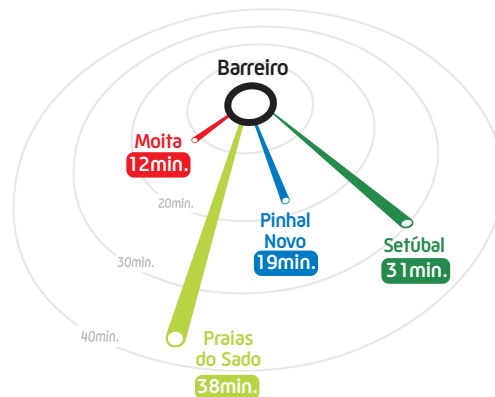 Barreiro
Moita
12min.
20min.
Pinhal
Novo
19min.
Setúbal
31min.
30min.
40min.
Praias
do Sado
38min.